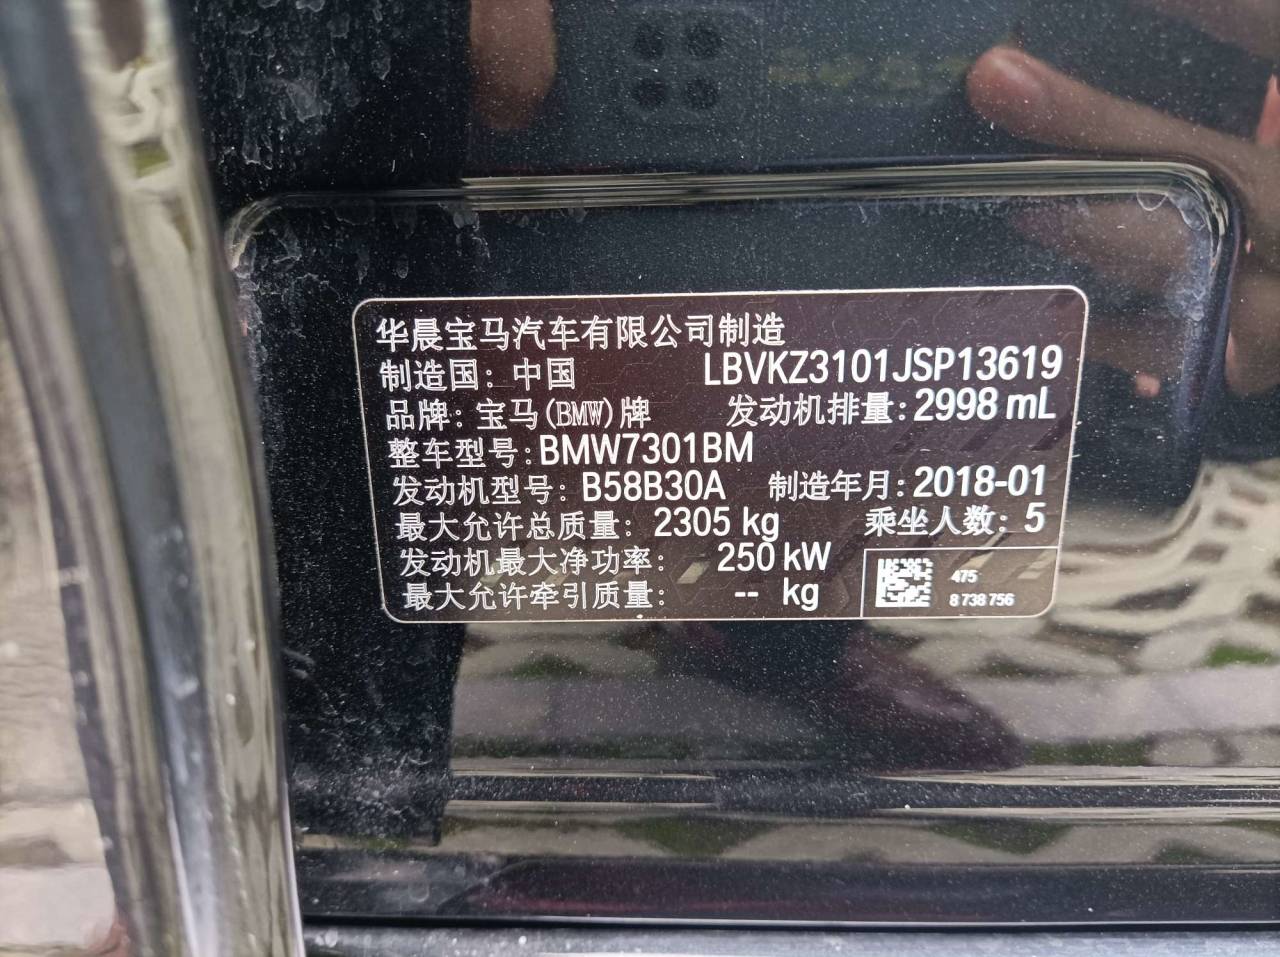 华晨宝马汽车有限公司制造
制造国：中国 LBVKZ3101JSP13619
品牌：宝马(BMW)牌 发动机排量：2998 mL
整车型号：BMW7301BM
发动机型号：B58B30A 制造年月：2018-01
最大允许总质量：2305 kg 乘坐人数：5
发动机最大净功率：250 kW
最大允许牵引质量：-- kg
475
8 738 756